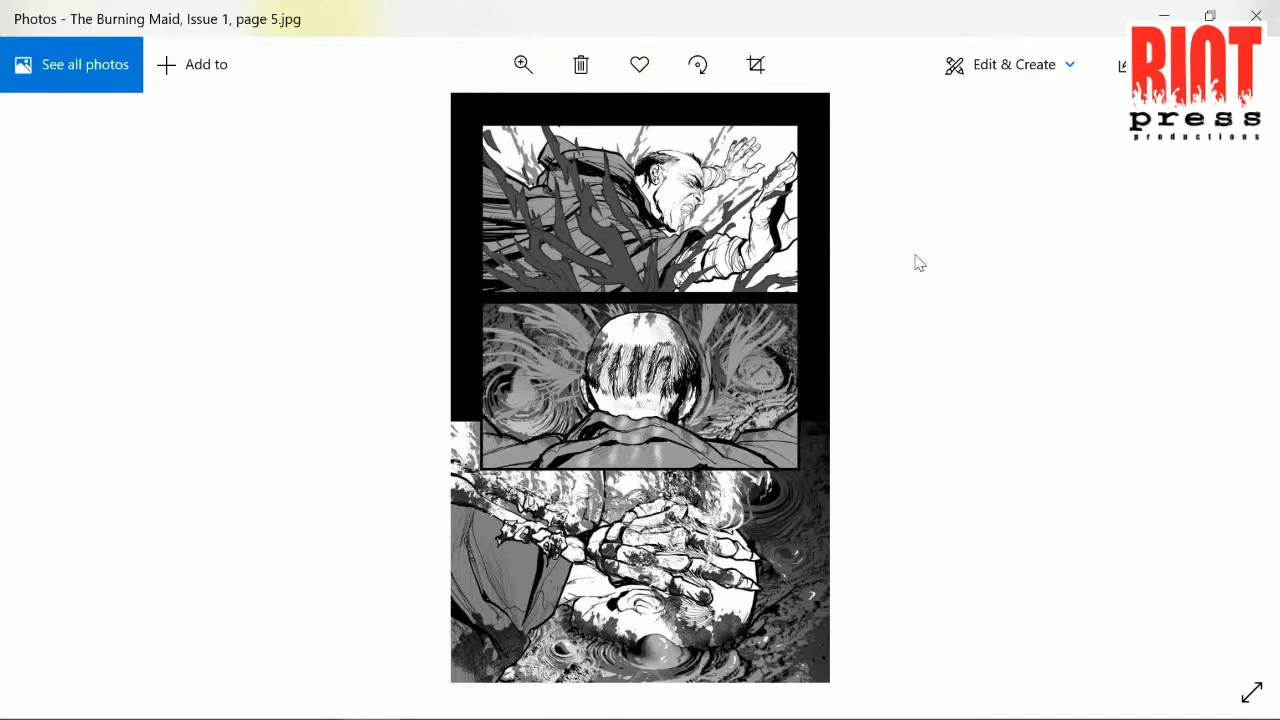 Photos - The Burning Maid, Issue 1, page 5.jpg
See all photos
Add to
Edit & Create
RIOT
press
productions